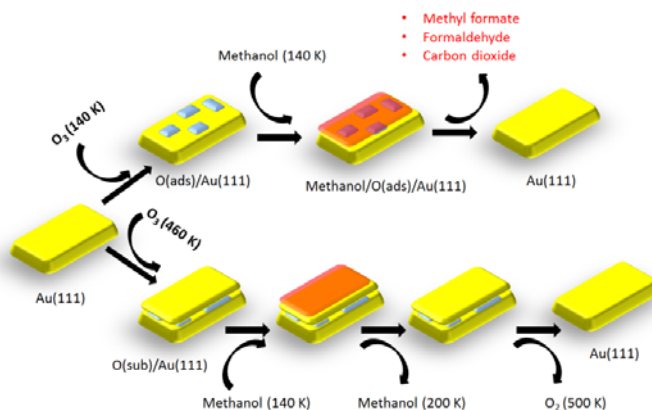 • Methyl formate
• Formaldehyde
• Carbon dioxide
Methanol (140 K)
O₃ (140 K)
O(ads)/Au(111)
Methanol/O(ads)/Au(111)
Au(111)
O₃ (460 K)
Au(111)
O(sub)/Au(111)
Au(111)
Methanol (140 K)
Methanol (200 K)
O₂ (500 K)